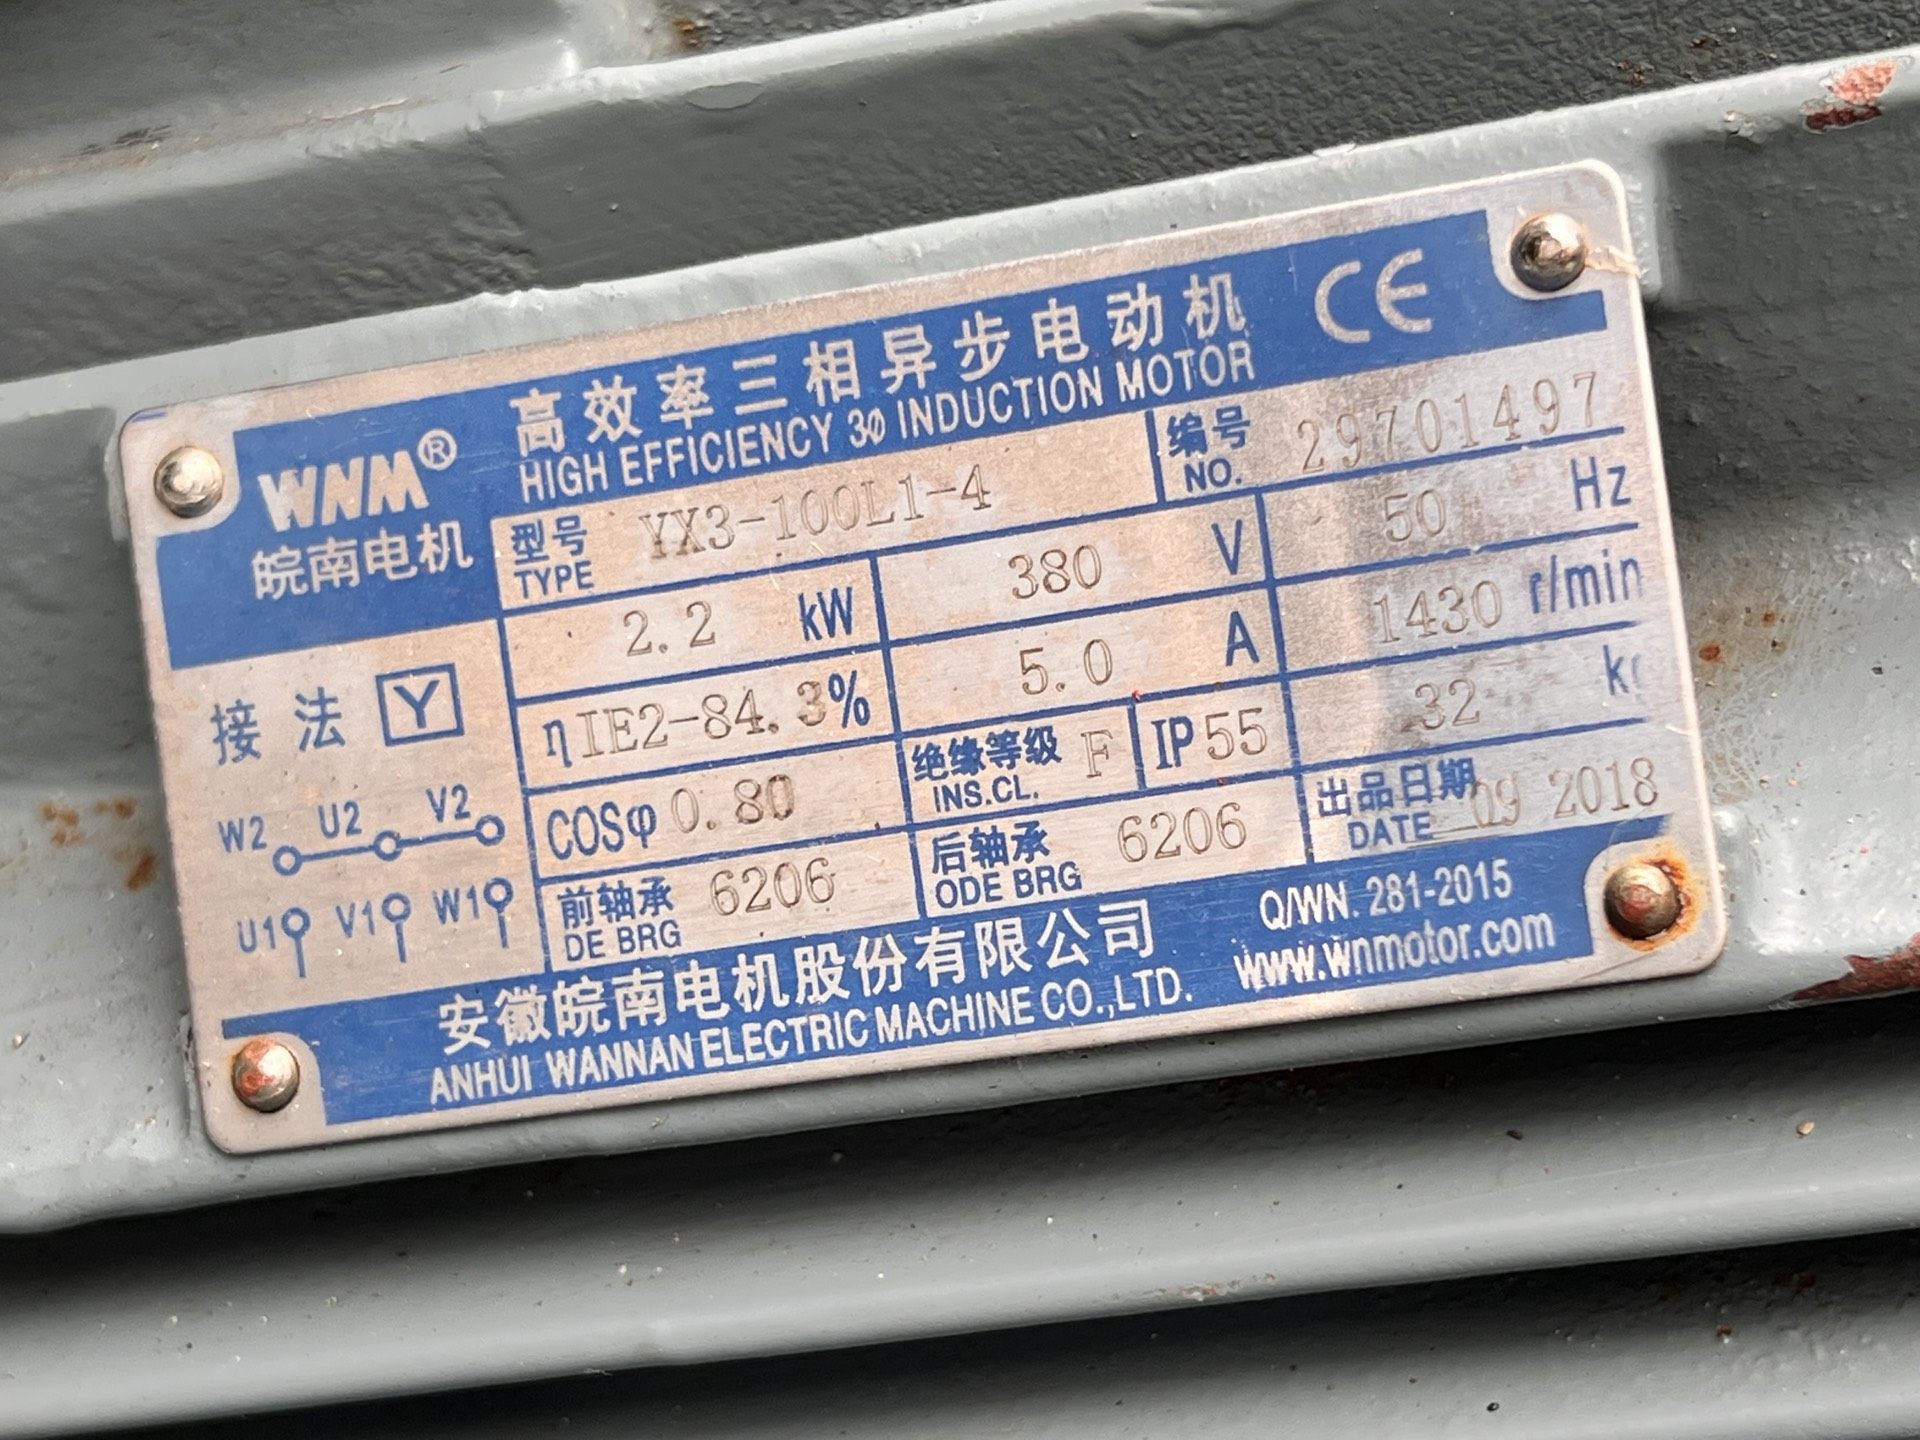 WNM®
皖南电机
高效率三相异步电动机
HIGH EFFICIENCY 3Φ INDUCTION MOTOR
CE
型号 TYPE YX3-100L1-4
编号 NO. 29701497
2.2 kW
380 V
50 Hz
η IE2-84.3%
5.0 A
1430 r/min
COSφ 0.80
绝缘等级 INS.CL. F
IP 55
32
前轴承 DE BRG 6206
后轴承 ODE BRG 6206
出品日期 DATE 09 2018
接法 Y
W2 U2 V2
U1 V1 W1
安徽皖南电机股份有限公司
ANHUI WANNAN ELECTRIC MACHINE CO.,LTD.
Q/WN. 281-2015
www.wnmotor.com